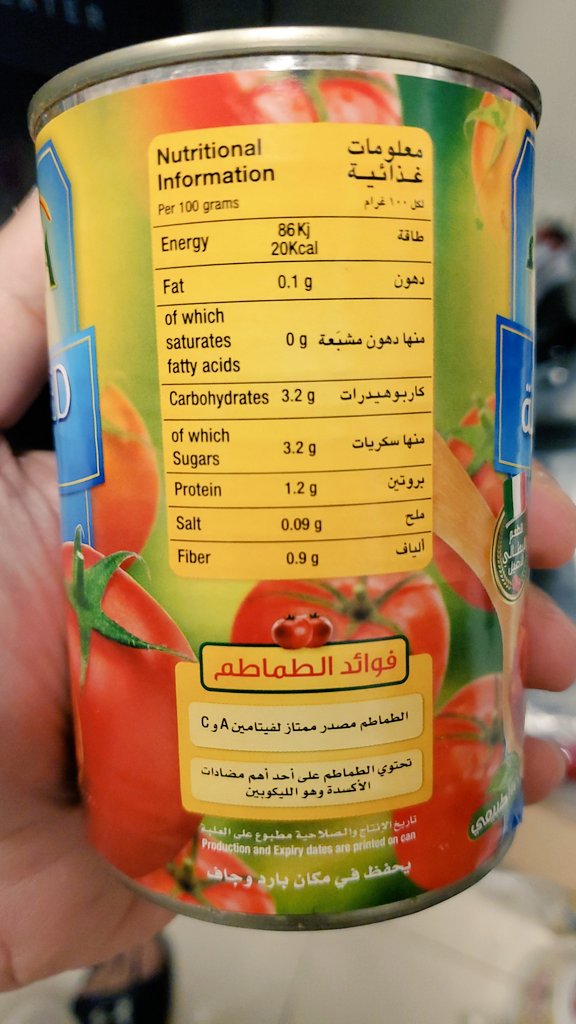 Nutritional
Information
Per 100 grams
معلومات
غذائية
لكل ١٠٠ غرام
Energy 86Kj 20Kcal طاقة
Fat 0.1 g دهون
of which
saturates 0 g منها دهون مشبَعة
fatty acids
Carbohydrates 3.2 g كاربوهيدرات
of which
Sugars 3.2 g منها سكريات
Protein 1.2 g بروتين
Salt 0.09 g ملح
Fiber 0.9 g ألياف
فوائد الطماطم
الطماطم مصدر ممتاز لفيتامين A و C
تحتوي الطماطم على أحد أهم مضادات
الأكسدة وهو الليكوبين
تاريخ الإنتاج والصلاحية مطبوع على العلبة
Production and Expiry dates are printed on can
يحفظ في مكان بارد وجاف